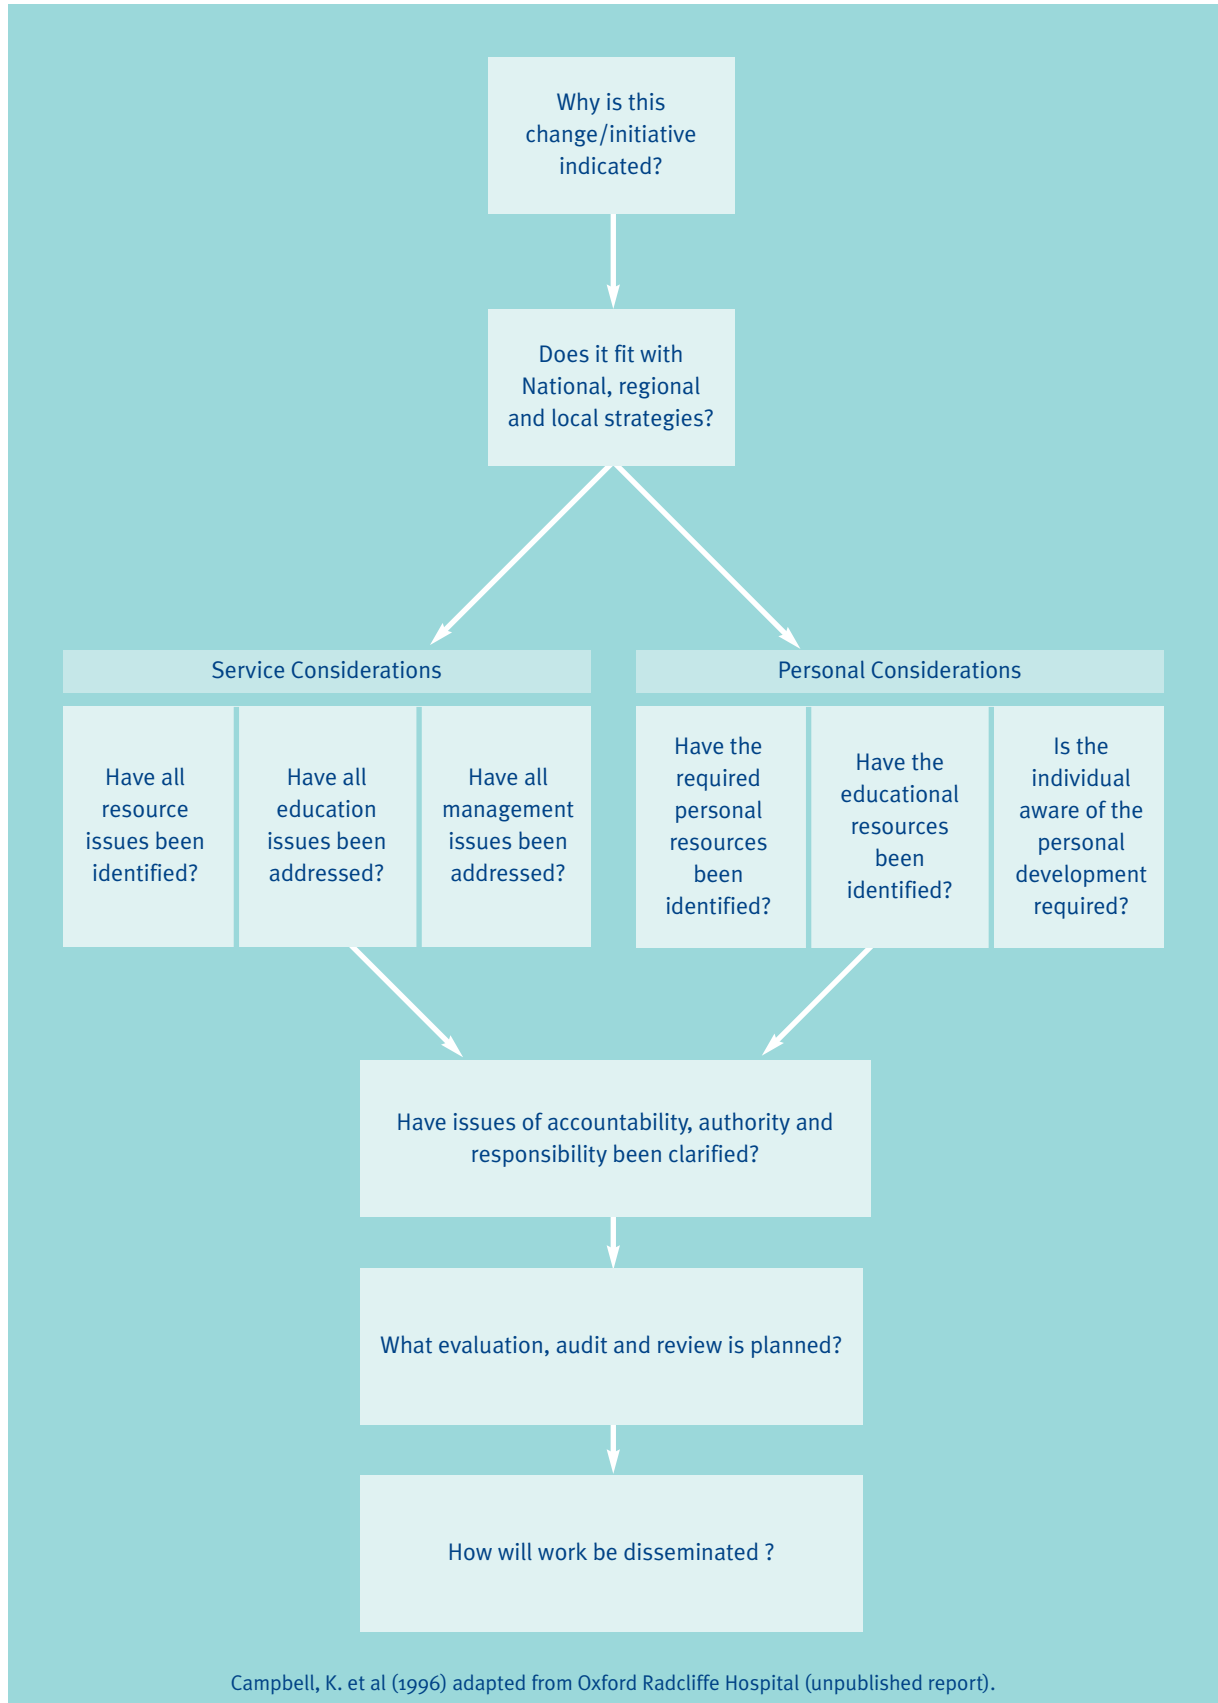 Why is this
change/initiative
indicated?
Does it fit with
National, regional
and local strategies?
Service Considerations
Have all
resource
issues been
identified?
Have all
education
issues been
addressed?
Have all
management
issues been
addressed?
Personal Considerations
Have the
required
personal
resources
been
identified?
Have the
educational
resources
been
identified?
Is the
individual
aware of the
personal
development
required?
Have issues of accountability, authority and
responsibility been clarified?
What evaluation, audit and review is planned?
How will work be disseminated ?
Campbell, K. et al (1996) adapted from Oxford Radcliffe Hospital (unpublished report).